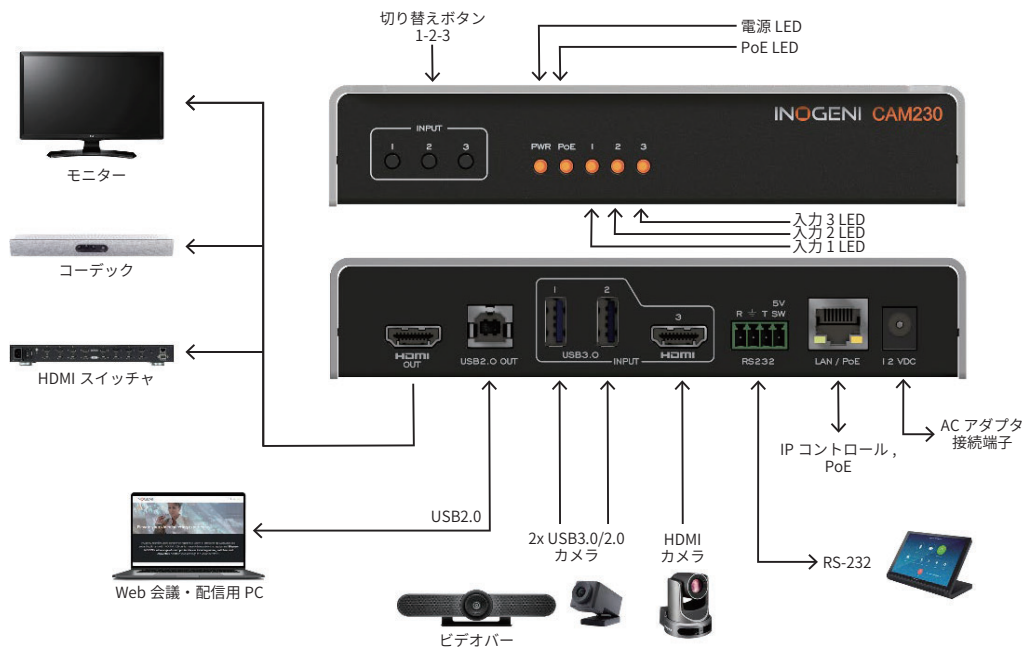 切り替えボタン
1-2-3
電源 LED
PoE LED
INOGENI CAM230
INPUT
1 2 3
PWR PoE 1 2 3
モニター
入力 3 LED
入力 2 LED
入力 1 LED
コーデック
1 2
3
5V
R T SW
HDMI
OUT
USB2.0 OUT
USB3.0
INPUT
HDMI
RS232
LAN / PoE
12 VDC
HDMI スイッチャ
AC アダプタ
接続端子
IP コントロール ,
PoE
USB2.0
2x USB3.0/2.0
カメラ
HDMI
カメラ
RS-232
Web 会議・配信用 PC
ビデオバー